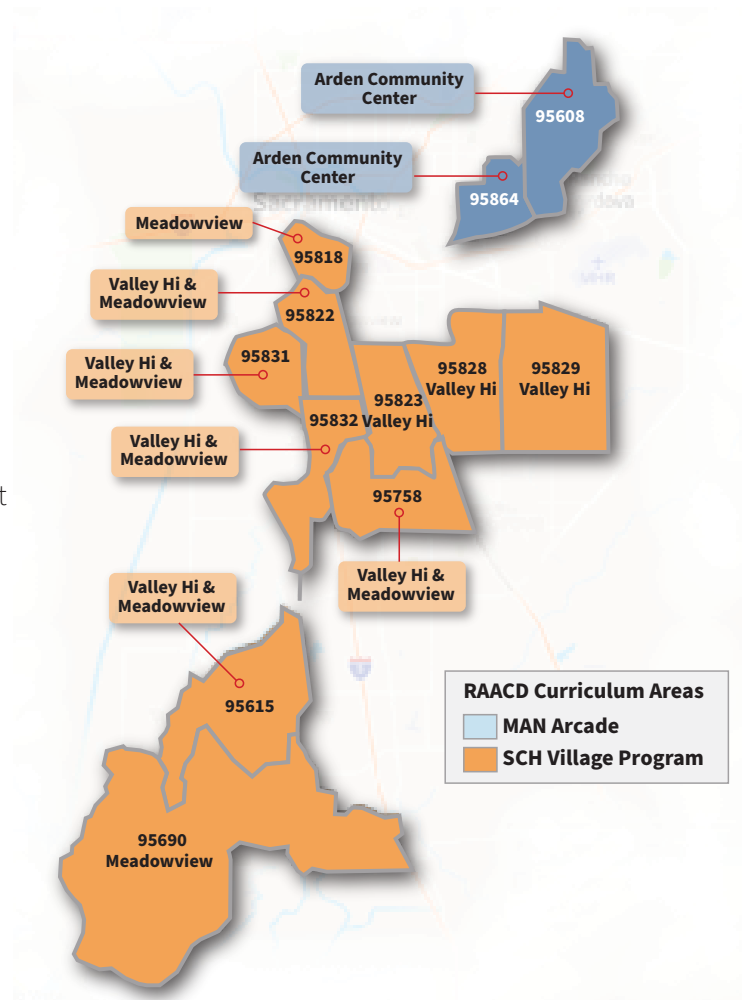 Arden Community
Center
95608
Arden Community
Center
95864
Sacramento
Meadowview
95818
Valley Hi &
Meadowview
95822
Valley Hi &
Meadowview
95831
95828
Valley Hi
95829
Valley Hi
95823
Valley Hi
95832
Valley Hi &
Meadowview
t
95758
Valley Hi &
Meadowview
Valley Hi &
Meadowview
95615
RAACD Curriculum Areas
MAN Arcade
SCH Village Program
95690
Meadowview